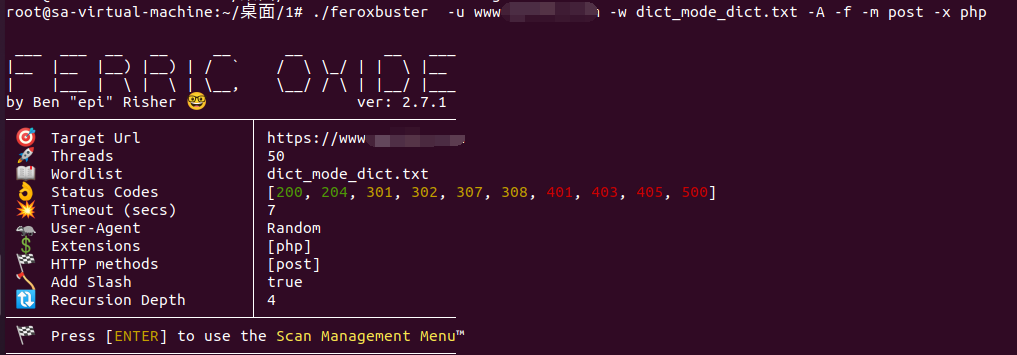 root@sa-virtual-machine:~/桌面/1# ./feroxbuster  -u www -w dict_mode_dict.txt -A -f -m post -x php
FERRIC OXIDE
by Ben "epi" Risher 🤓 ver: 2.7.1
🎯 Target Url │ https://www
🚀 Threads │ 50
📖 Wordlist │ dict_mode_dict.txt
👌 Status Codes │ [200, 204, 301, 302, 307, 308, 401, 403, 405, 500]
💥 Timeout (secs) │ 7
🦡 User-Agent │ Random
💲 Extensions │ [php]
🏁 HTTP methods │ [post]
🪓 Add Slash │ true
🔃 Recursion Depth │ 4
🏁 Press [ENTER] to use the Scan Management Menu™